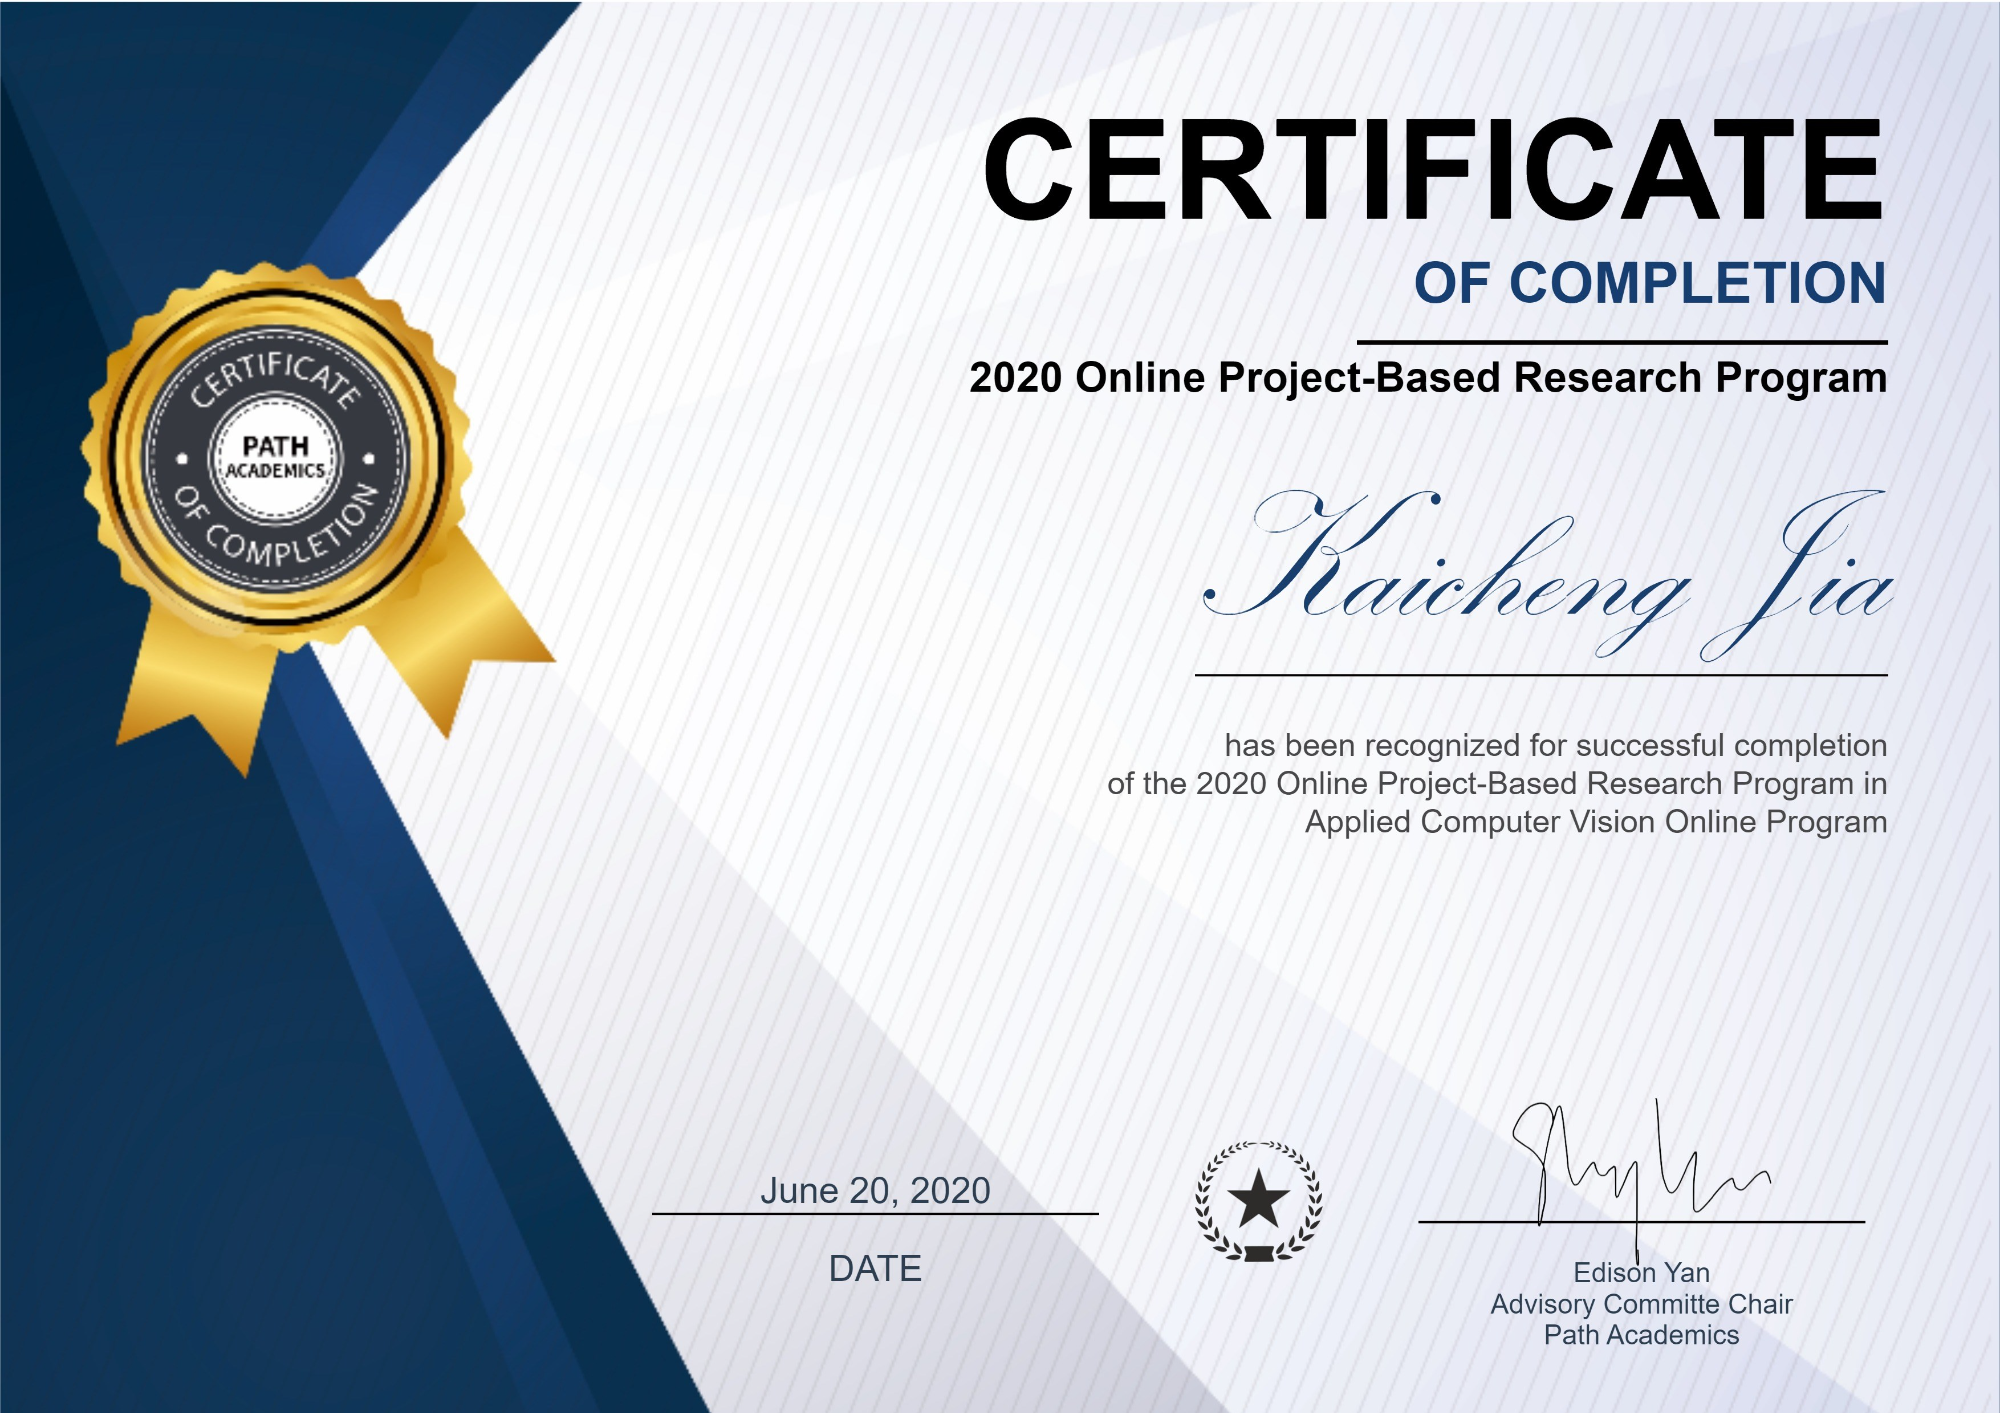 CERTIFICATE
OF COMPLETION
2020 Online Project-Based Research Program
CERTIFICATE
PATH
ACADEMICS
OF COMPLETION
Kaicheng Jia
has been recognized for successful completion
of the 2020 Online Project-Based Research Program in
Applied Computer Vision Online Program
June 20, 2020
DATE
Edison Yan
Advisory Committe Chair
Path Academics